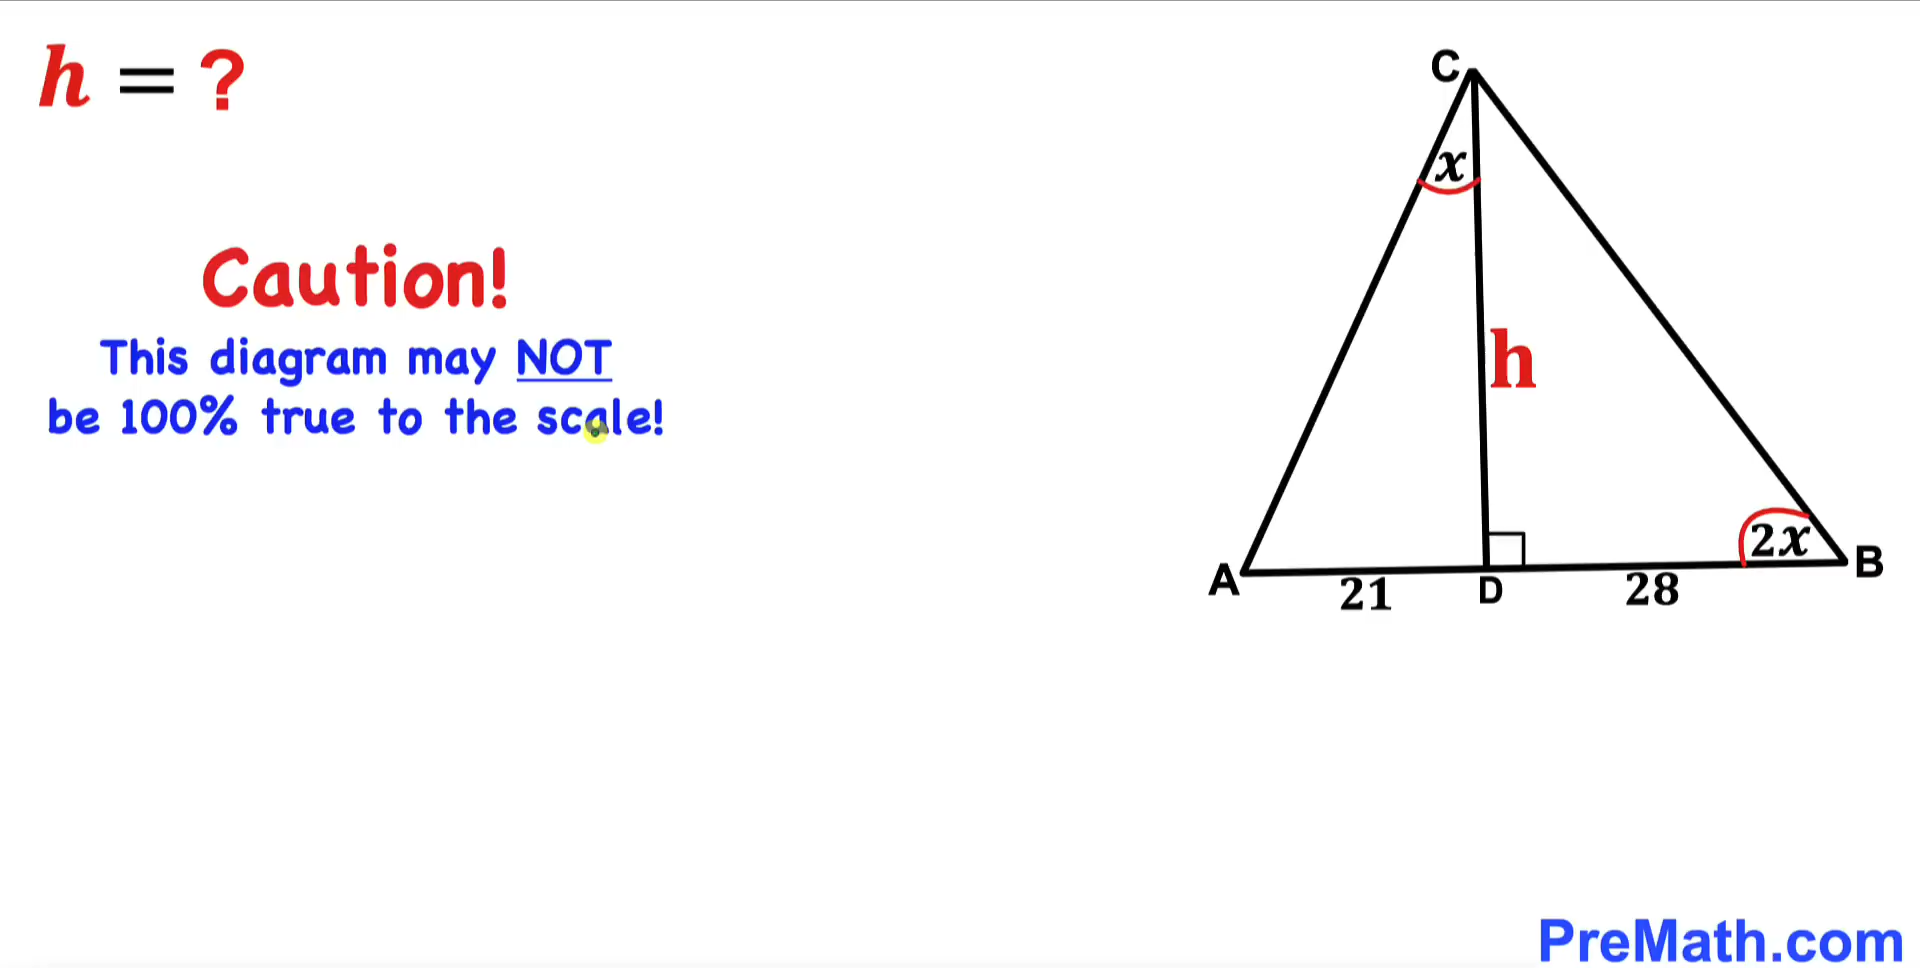 h = ?
Caution!
This diagram may NOT
be 100% true to the scale!
C
x
h
2x
A
21
D
28
B
PreMath.com